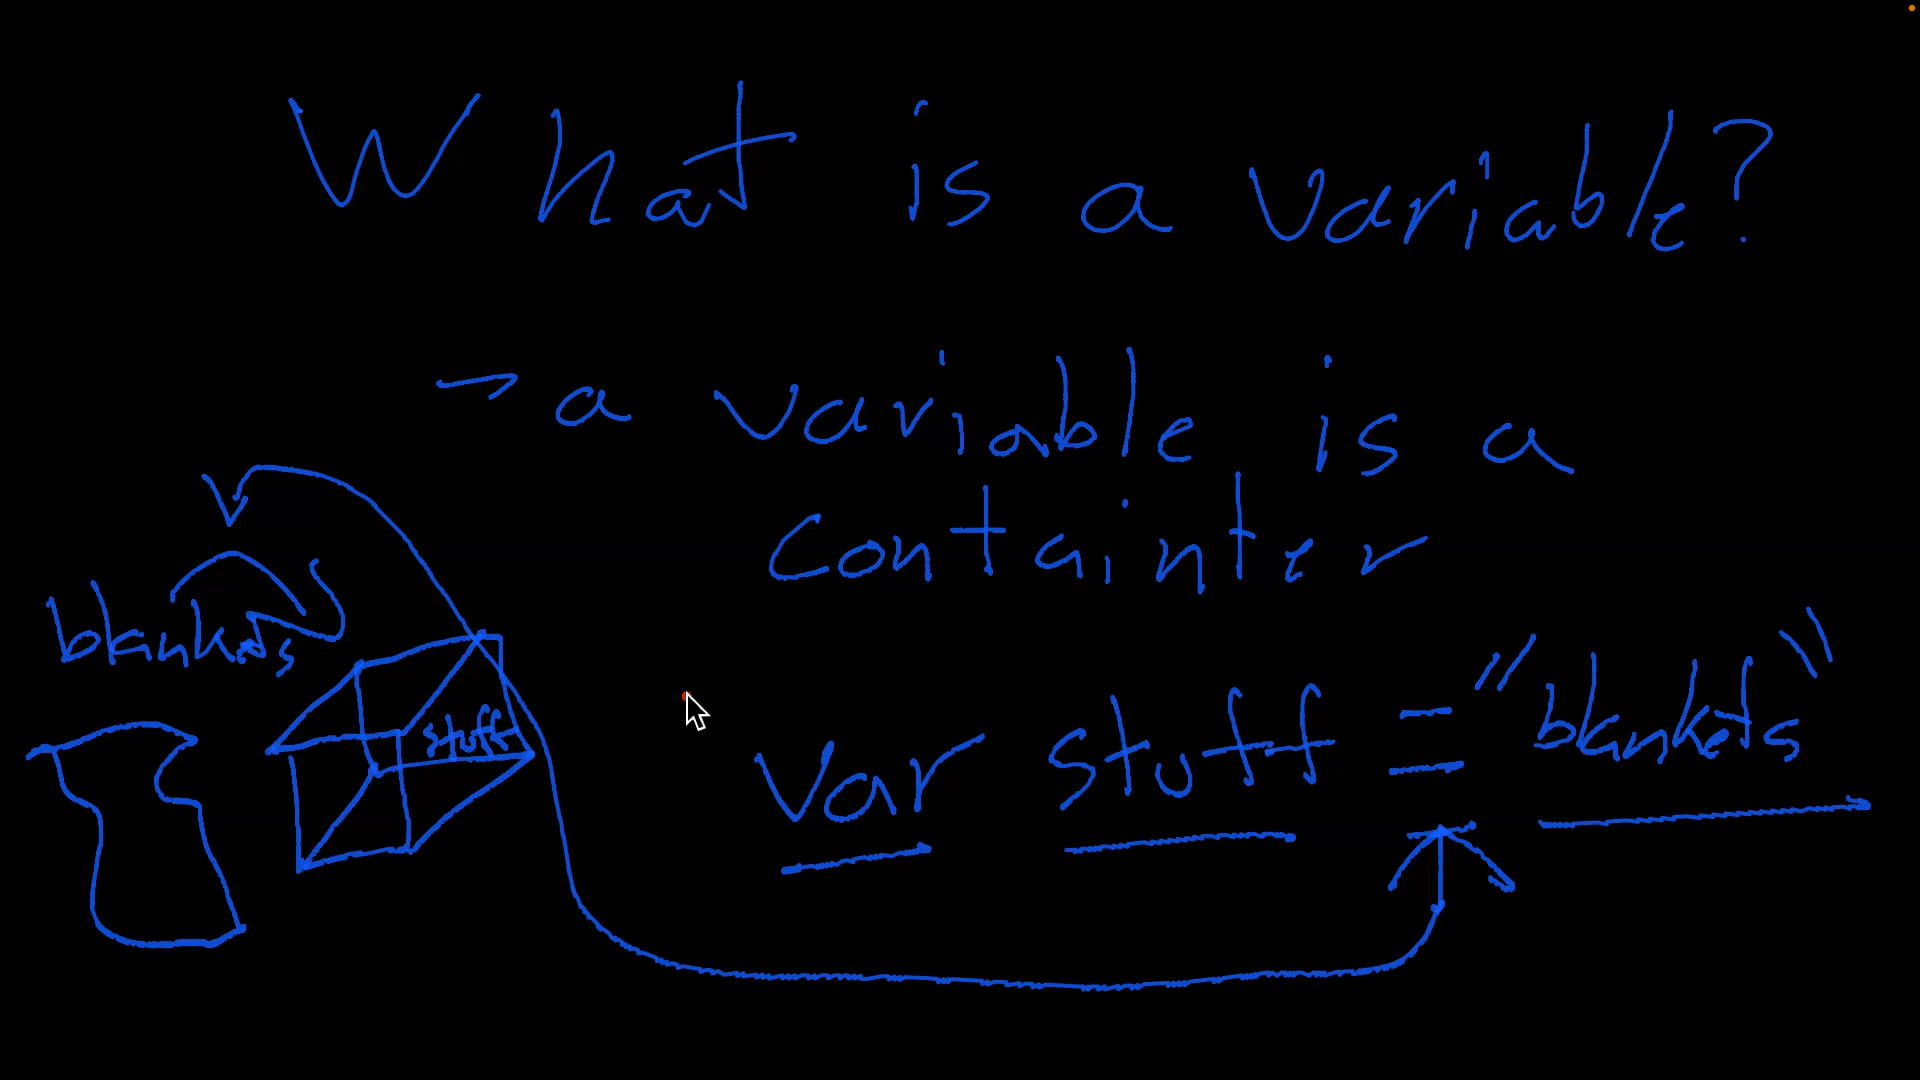 What is a variable?
→ a variable is a
containter
blankets
stuff
var stuff = "blankets"